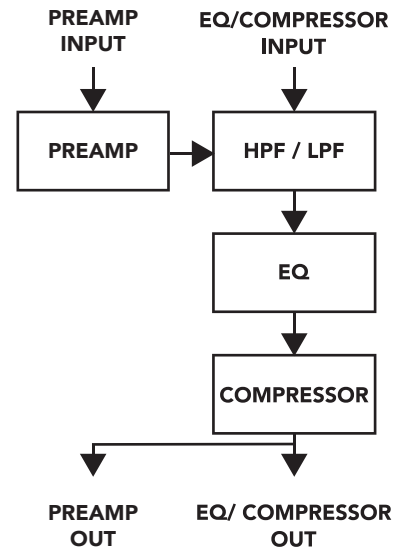 PREAMP
INPUT
EQ/COMPRESSOR
INPUT
PREAMP
HPF / LPF
EQ
COMPRESSOR
PREAMP
OUT
EQ/ COMPRESSOR
OUT